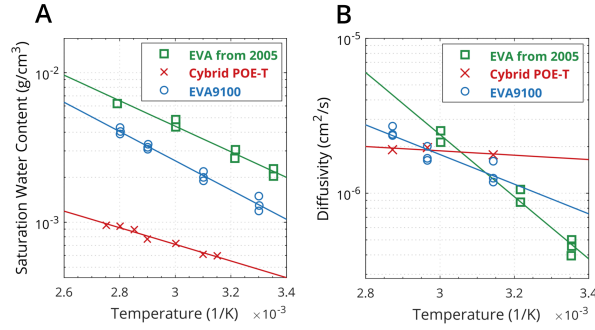 A
Saturation Water Content (g/cm³)
10⁻²
10⁻³
EVA from 2005
Cybrid POE-T
EVA9100
2.6 2.8 3 3.2 3.4
Temperature (1/K) ×10⁻³
B
Diffusivity (cm²/s)
10⁻⁵
10⁻⁶
EVA from 2005
Cybrid POE-T
EVA9100
2.8 3 3.2 3.4
Temperature (1/K) ×10⁻³